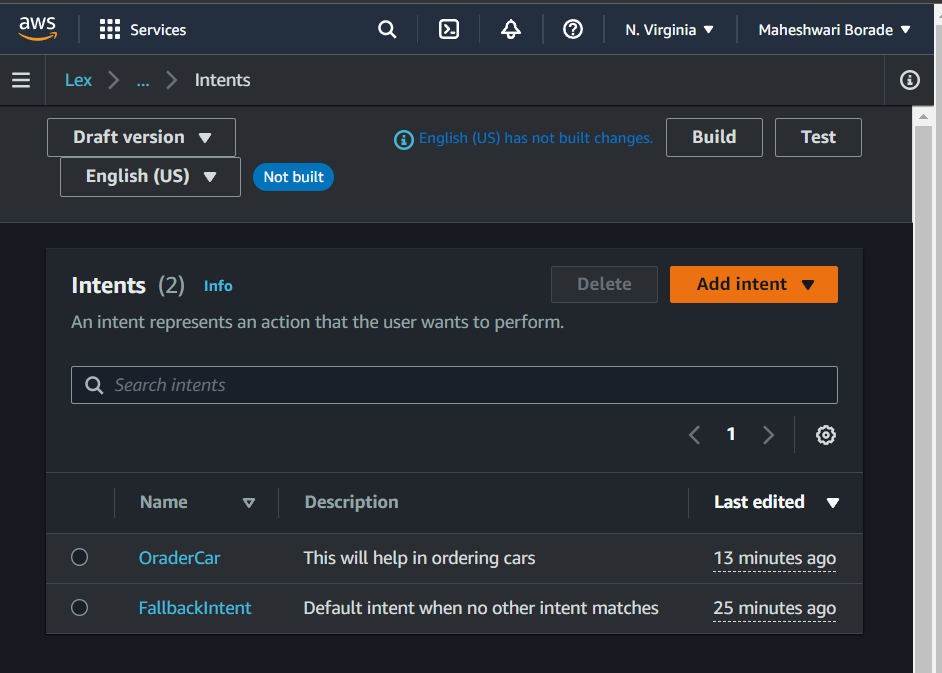 aws Services N. Virginia Maheshwari Borade
Lex ... Intents
Draft version English (US) has not built changes. Build Test
English (US) Not built
Intents (2) Info Delete Add intent
An intent represents an action that the user wants to perform.
Search intents
1
Name Description Last edited
OraderCar This will help in ordering cars 13 minutes ago
FallbackIntent Default intent when no other intent matches 25 minutes ago